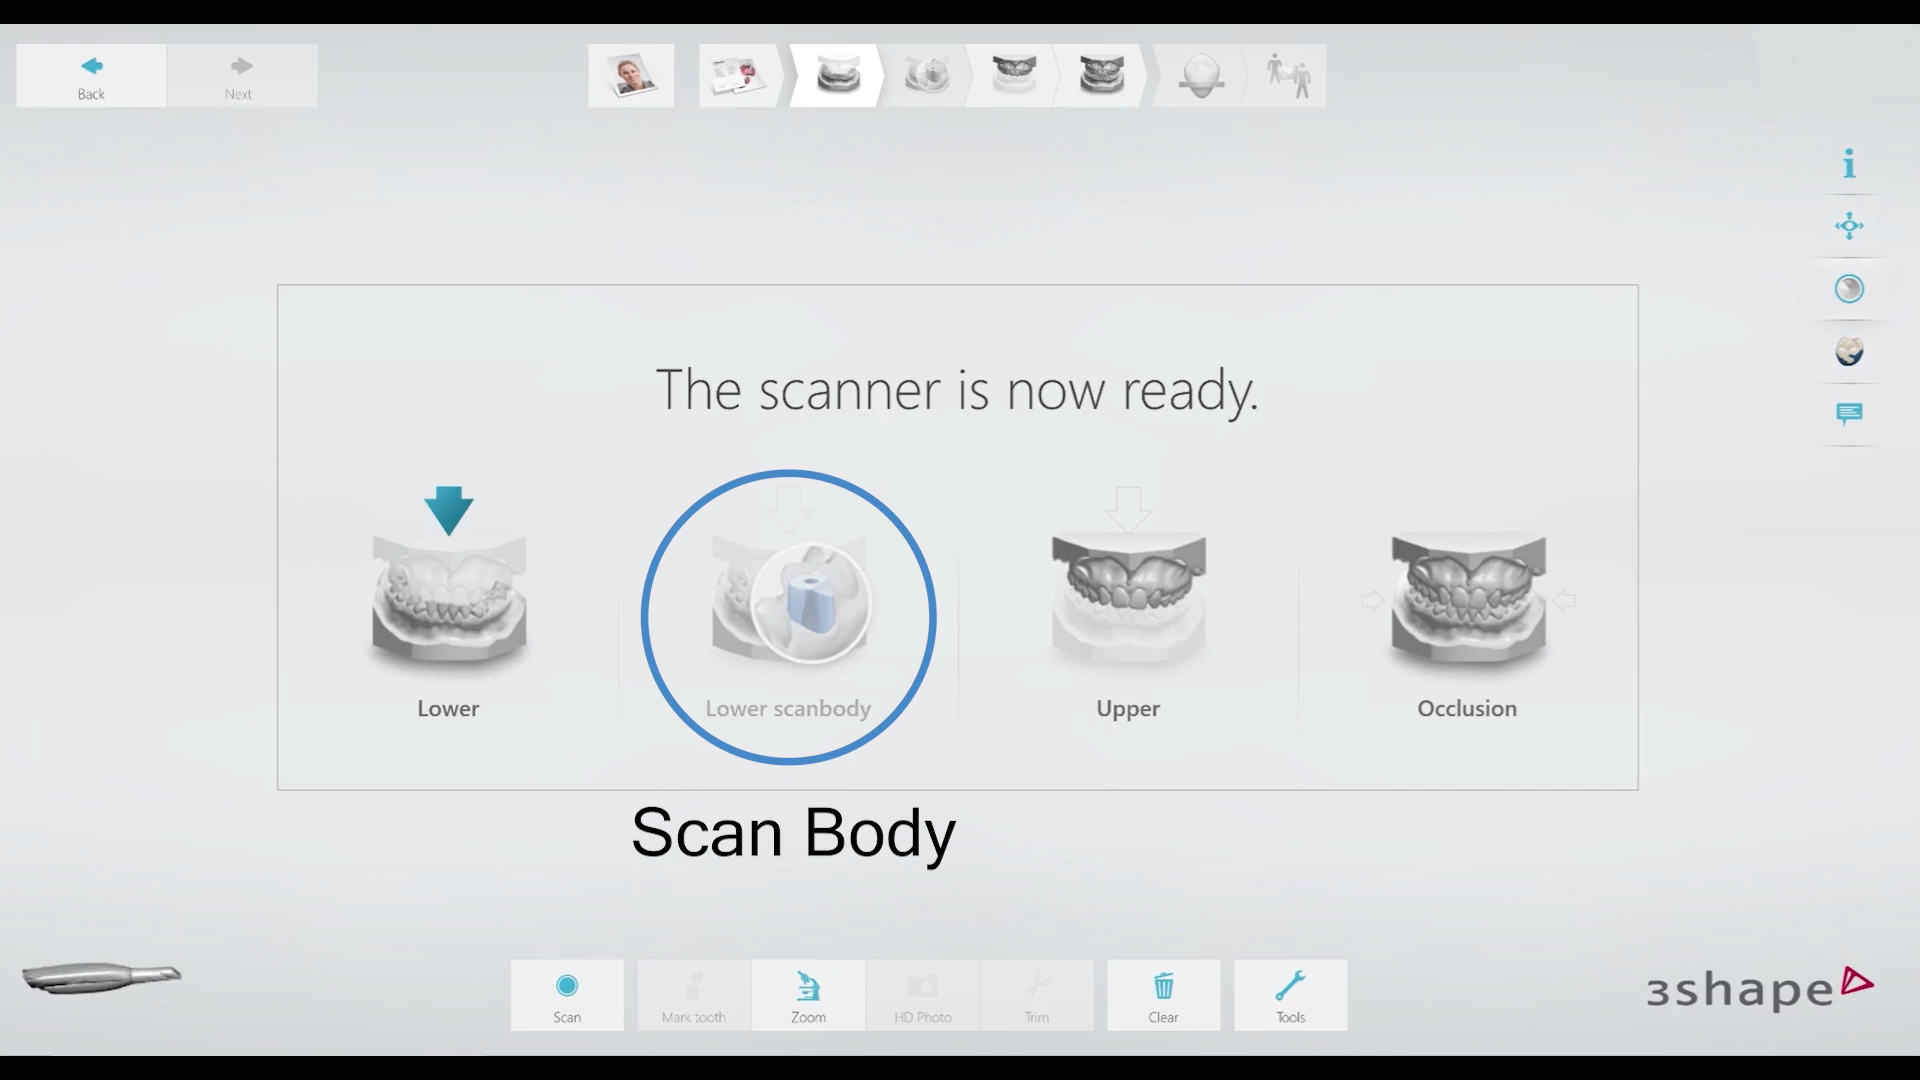 Back
Next
The scanner is now ready.
Lower
Lower scanbody
Upper
Occlusion
Scan Body
Scan
Mark tooth
Zoom
HD Photo
Trim
Clear
Tools
3shape